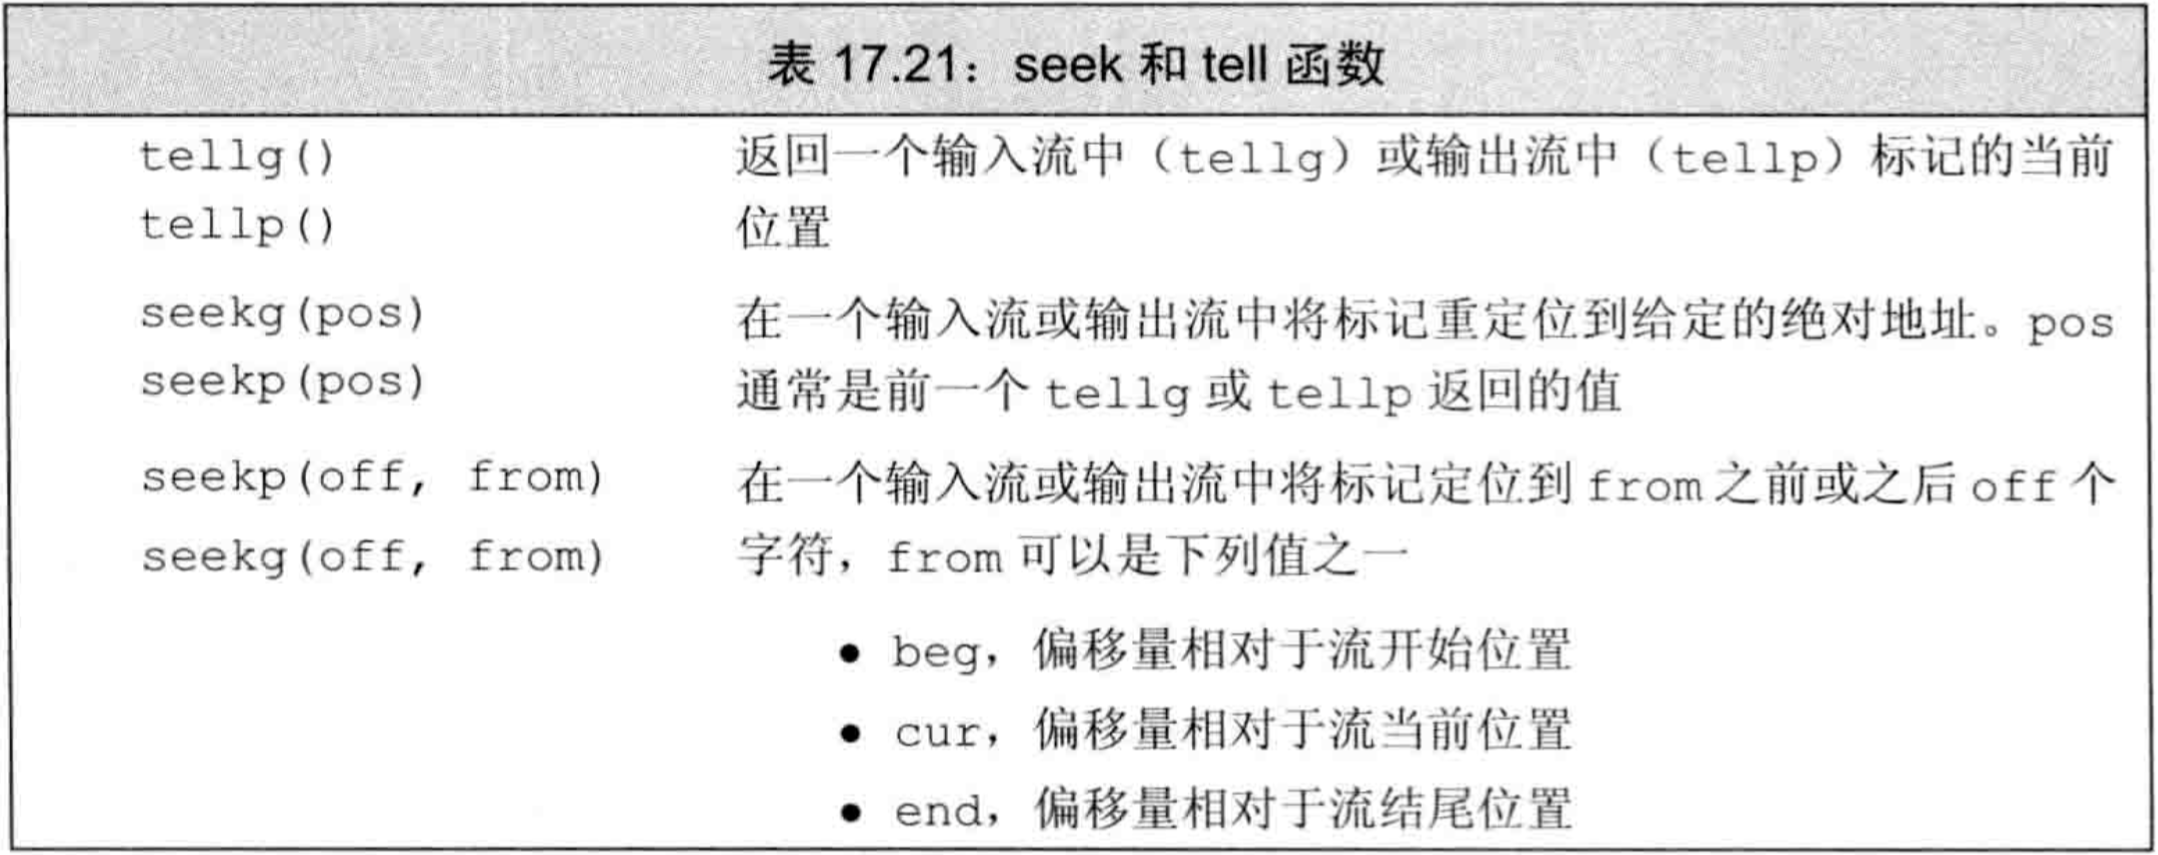 表 17.21：seek 和 tell 函数
tellg() 返回一个输入流中（tellg）或输出流中（tellp）标记的当前
tellp() 位置
seekg(pos) 在一个输入流或输出流中将标记重定位到给定的绝对地址。pos
seekp(pos) 通常是前一个 tellg 或 tellp 返回的值
seekp(off, from) 在一个输入流或输出流中将标记定位到 from 之前或之后 off 个
seekg(off, from) 字符，from 可以是下列值之一
● beg，偏移量相对于流开始位置
● cur，偏移量相对于流当前位置
● end，偏移量相对于流结尾位置